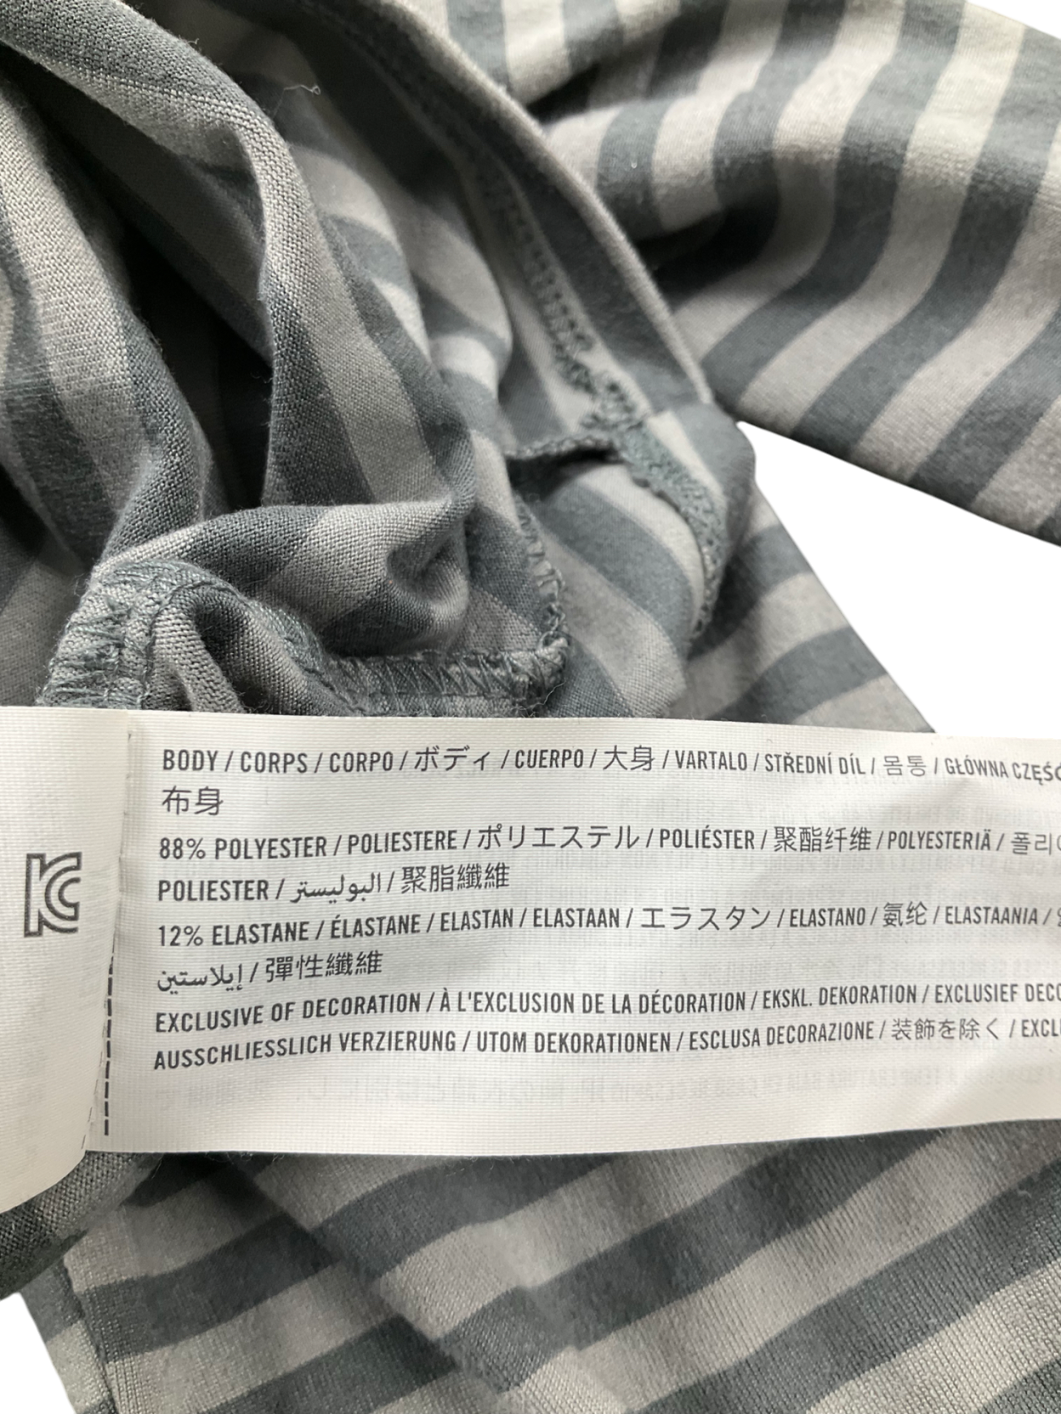 BODY / CORPS / CORPO / ボディ / CUERPO / 大身 / VARTALO / STŘEDNÍ DÍL / 몸통 / GŁÓWNA CZĘŚĆ
布身
88% POLYESTER / POLIESTERE / ポリエステル / POLIÉSTER / 聚酯纤维 / POLYESTERIÄ / 폴리
POLIESTER / البوليستر / 聚脂纖維
12% ELASTANE / ÉLASTANE / ELASTAN / ELASTAAN / エラスタン / ELASTANO / 氨纶 / ELASTAANIA /
إيلاستين / 彈性纖維
EXCLUSIVE OF DECORATION / À L'EXCLUSION DE LA DÉCORATION / EKSKL. DEKORATION / EXCLUSIEF DECO
AUSSCHLIESSLICH VERZIERUNG / UTOM DEKORATIONEN / ESCLUSA DECORAZIONE / 装飾を除く / EXCL
KC